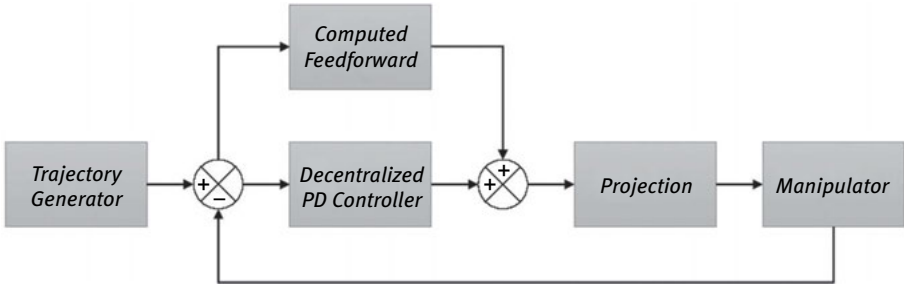 Computed
Feedforward
Trajectory
Generator
+
−
Decentralized
PD Controller
+
+
Projection
Manipulator